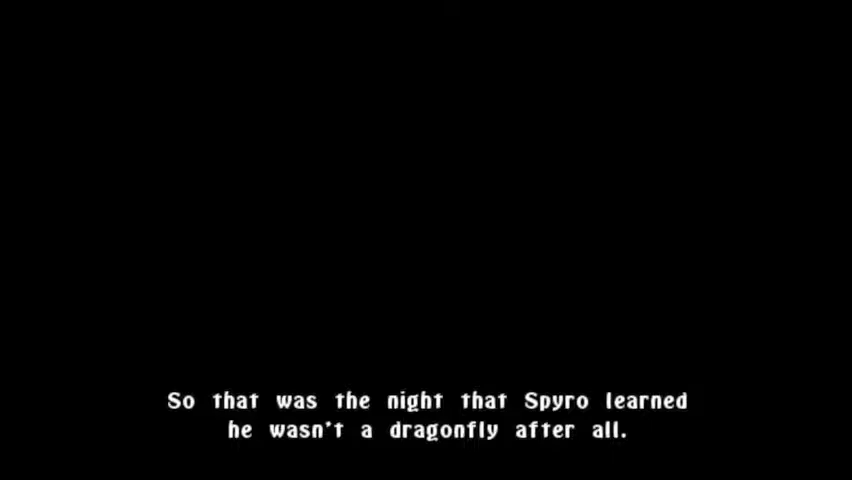 So that was the night that Spyro learned
he wasn't a dragonfly after all.